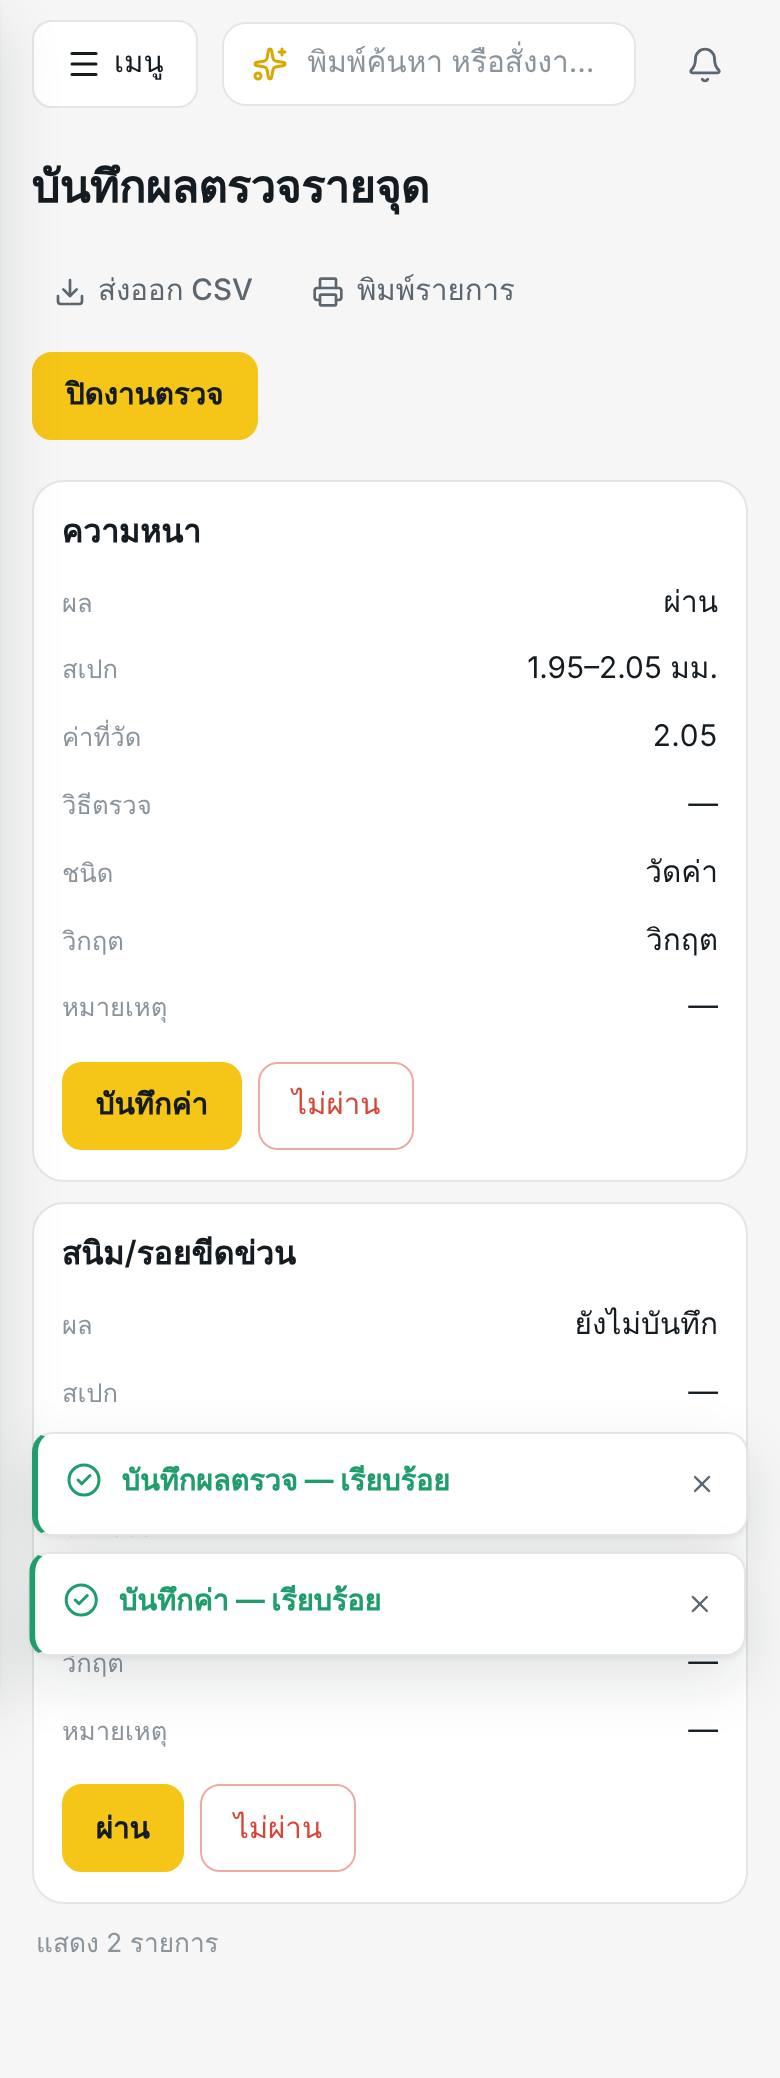 เมนู
พิมพ์ค้นหา หรือสั่งงา...
บันทึกผลตรวจรายจุด
ส่งออก CSV
พิมพ์รายการ
ปิดงานตรวจ
ความหนา
ผล ผ่าน
สเปก 1.95–2.05 มม.
ค่าที่วัด 2.05
วิธีตรวจ —
ชนิด วัดค่า
วิกฤต วิกฤต
หมายเหตุ —
บันทึกค่า ไม่ผ่าน
สนิม/รอยขีดข่วน
ผล ยังไม่บันทึก
สเปก —
บันทึกผลตรวจ — เรียบร้อย
บันทึกค่า — เรียบร้อย
วิกฤต —
หมายเหตุ —
ผ่าน ไม่ผ่าน
แสดง 2 รายการ